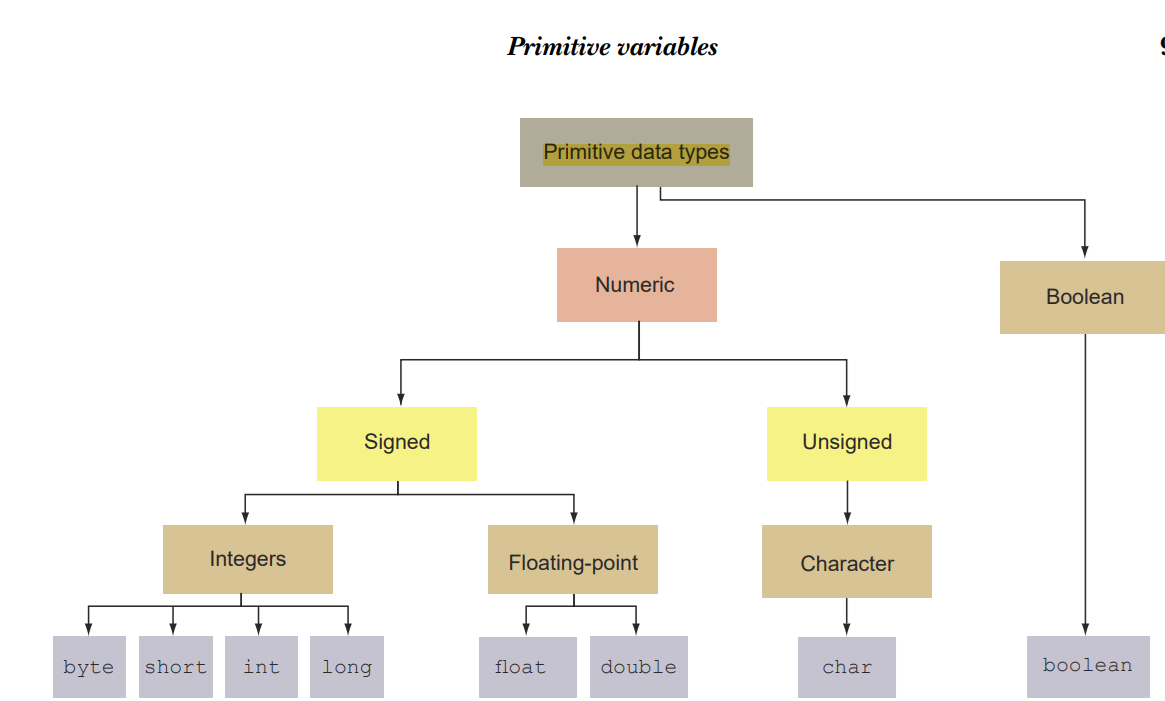 Primitive variables
9
Primitive data types
Numeric
Boolean
Signed
Unsigned
Integers
Floating-point
Character
byte
short
int
long
float
double
char
boolean